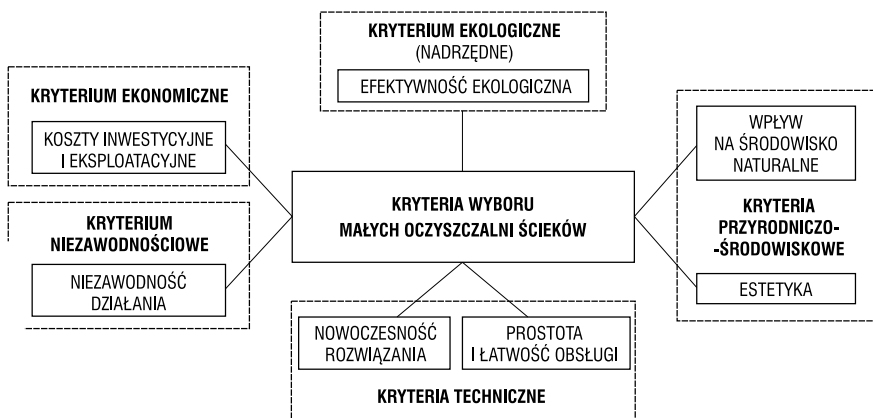 KRYTERIUM EKOLOGICZNE
(NADRZĘDNE)
EFEKTYWNOŚĆ EKOLOGICZNA
KRYTERIUM EKONOMICZNE
KOSZTY INWESTYCYJNE
I EKSPLOATACYJNE
KRYTERIUM
NIEZAWODNOŚCIOWE
NIEZAWODNOŚĆ
DZIAŁANIA
KRYTERIA WYBORU
MAŁYCH OCZYSZCZALNI ŚCIEKÓW
WPŁYW
NA ŚRODOWISKO
NATURALNE
KRYTERIA
PRZYRODNICZO-
-ŚRODOWISKOWE
ESTETYKA
NOWOCZESNOŚĆ
ROZWIĄZANIA
PROSTOTA
I ŁATWOŚĆ OBSŁUGI
KRYTERIA TECHNICZNE